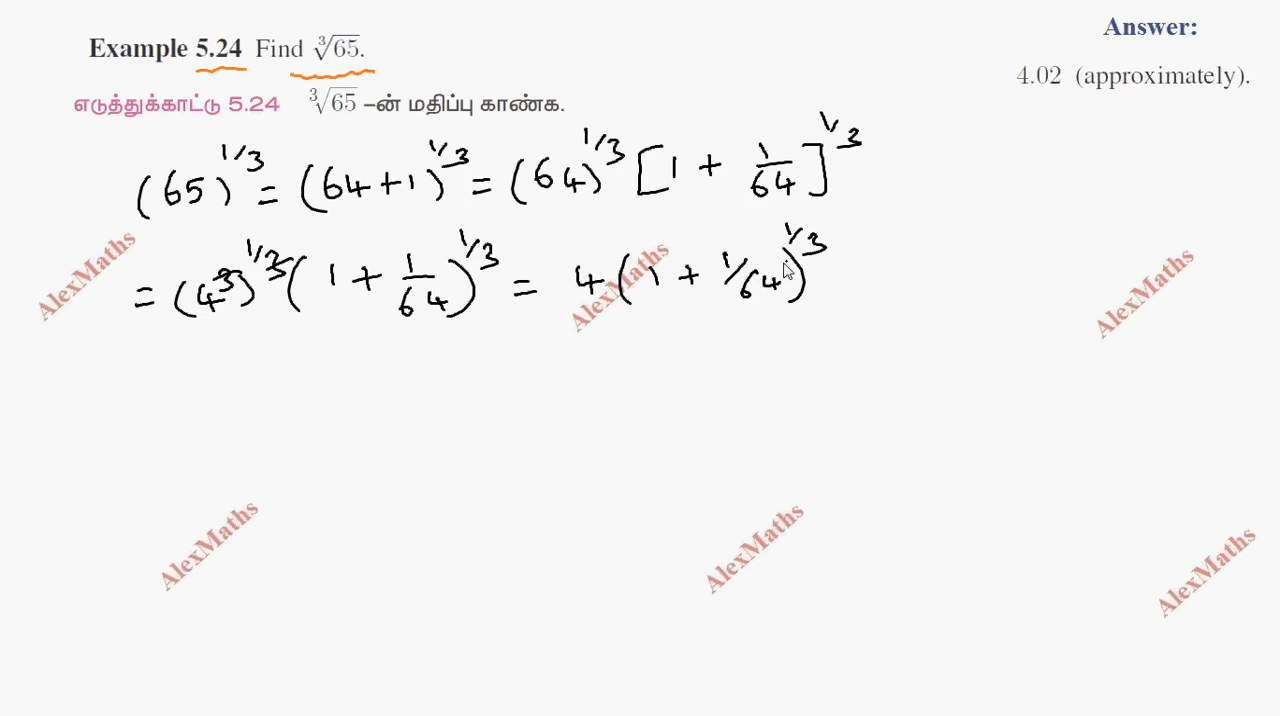 Answer:
Example 5.24 Find ∛65.
4.02 (approximately).
எடுத்துக்காட்டு 5.24 ∛65 –ன் மதிப்பு காண்க.
(65)^1/3 = (64+1)^1/3 = (64)^1/3 [1 + 1/64]^1/3
= (4^3)^1/3 (1 + 1/64)^1/3 = 4(1 + 1/64)^1/3
AlexMaths
AlexMaths
AlexMaths
AlexMaths
AlexMaths
AlexMaths